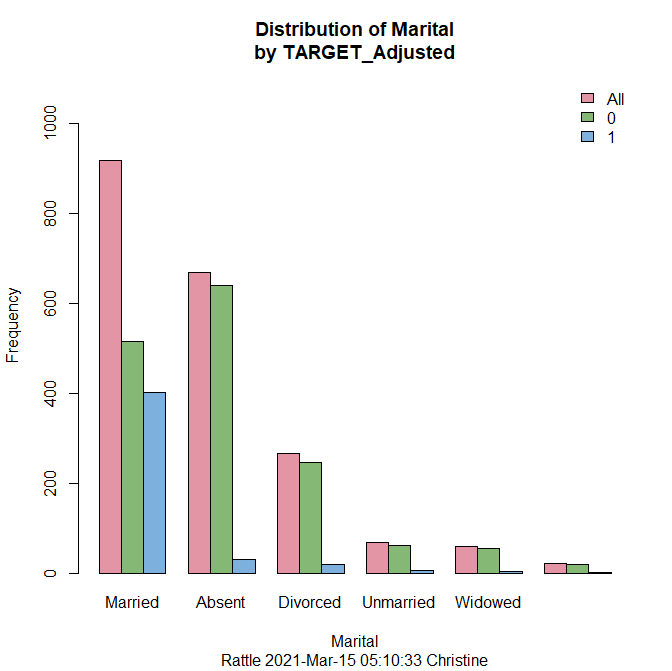 Distribution of Marital
by TARGET_Adjusted
All
0
1
Frequency
1000
800
600
400
200
0
Married Absent Divorced Unmarried Widowed
Marital
Rattle 2021-Mar-15 05:10:33 Christine